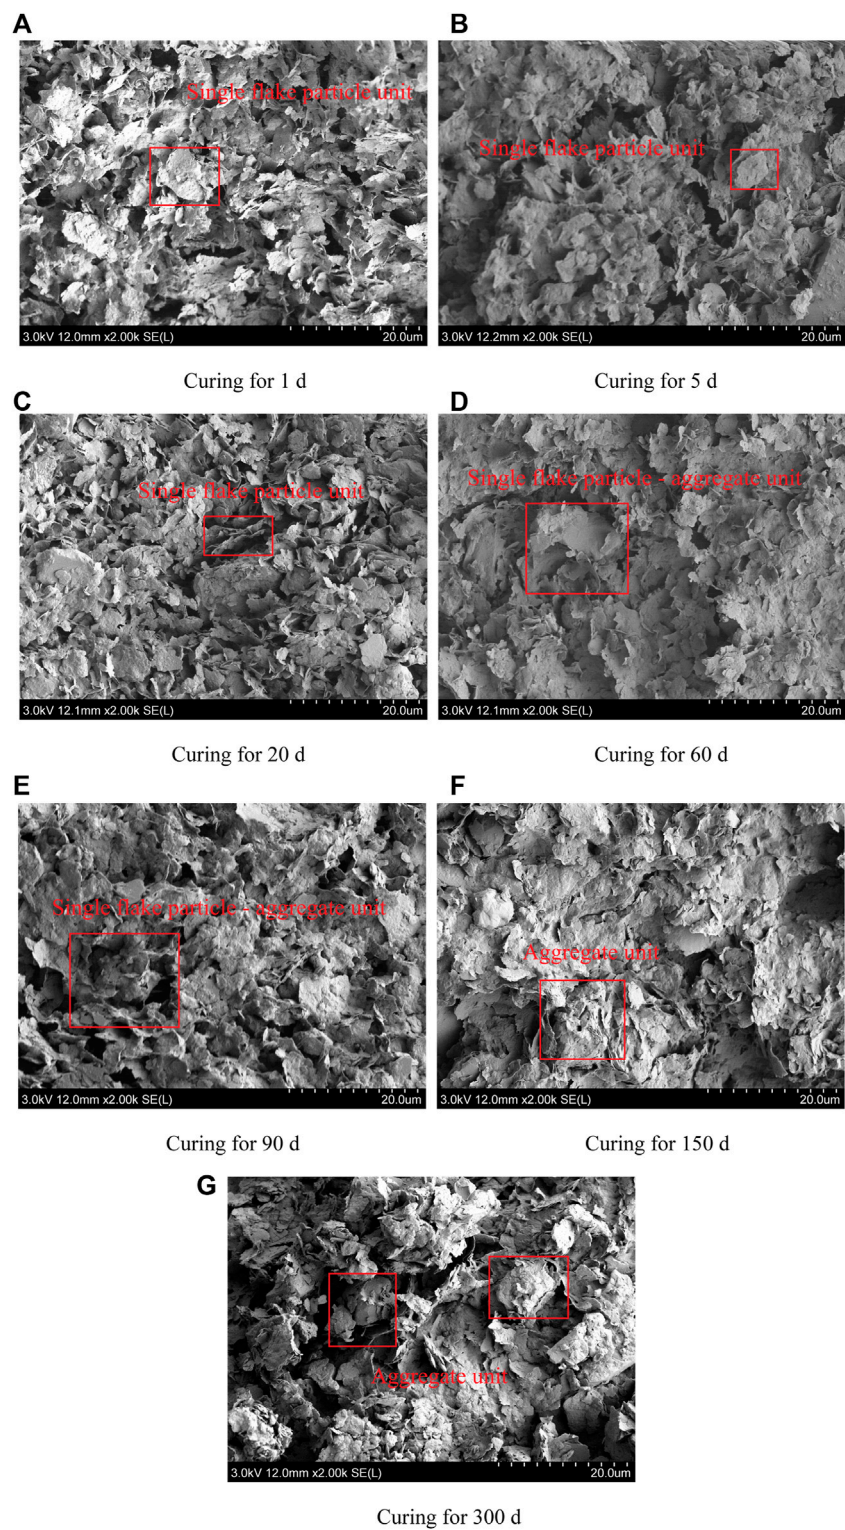 A
B
Single flake particle unit
Single flake particle unit
3.0kV 12.0mm x2.00k SE(L)
20.0um
3.0kV 12.2mm x2.00k SE(L)
20.0um
Curing for 1 d
Curing for 5 d
C
D
Single flake particle unit
Single flake particle - aggregate unit
3.0kV 12.1mm x2.00k SE(L)
20.0um
3.0kV 12.1mm x2.00k SE(L)
20.0um
Curing for 20 d
Curing for 60 d
E
F
Single flake particle - aggregate unit
Aggregate unit
3.0kV 12.0mm x2.00k SE(L)
20.0um
3.0kV 12.0mm x2.00k SE(L)
20.0um
Curing for 90 d
Curing for 150 d
G
Aggregate unit
3.0kV 12.0mm x2.00k SE(L)
20.0um
Curing for 300 d